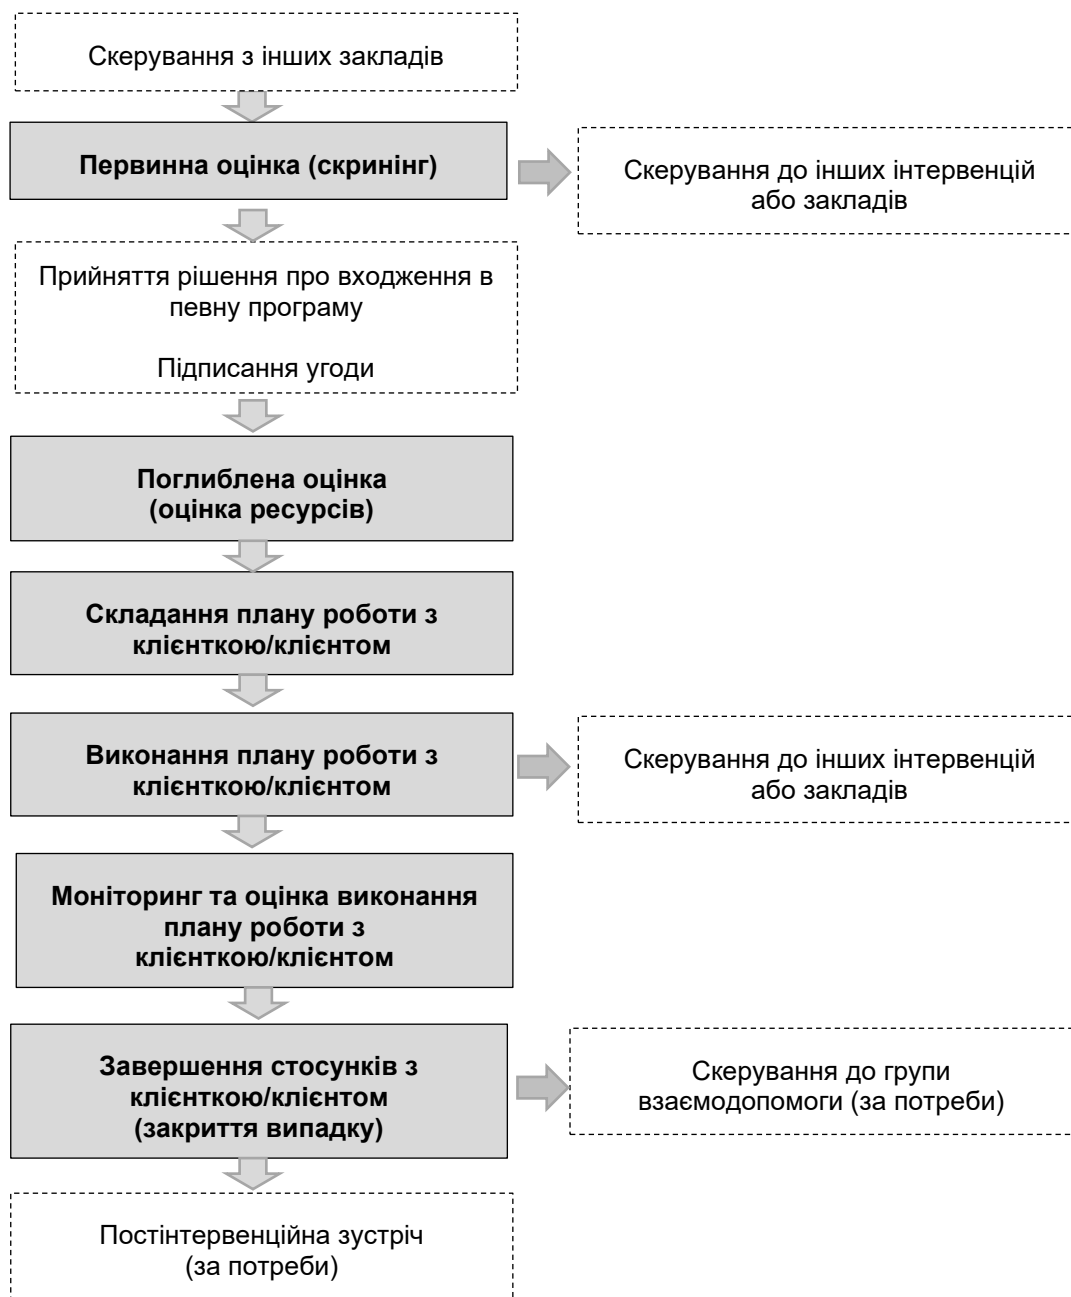 Скерування з інших закладів
Первинна оцінка (скринінг)
Скерування до інших інтервенцій
або закладів
Прийняття рішення про входження в
певну програму
Підписання угоди
Поглиблена оцінка
(оцінка ресурсів)
Складання плану роботи з
клієнткою/клієнтом
Виконання плану роботи з
клієнткою/клієнтом
Скерування до інших інтервенцій
або закладів
Моніторинг та оцінка виконання
плану роботи з
клієнткою/клієнтом
Завершення стосунків з
клієнткою/клієнтом
(закриття випадку)
Скерування до групи
взаємодопомоги (за потреби)
Постінтервенційна зустріч
(за потреби)